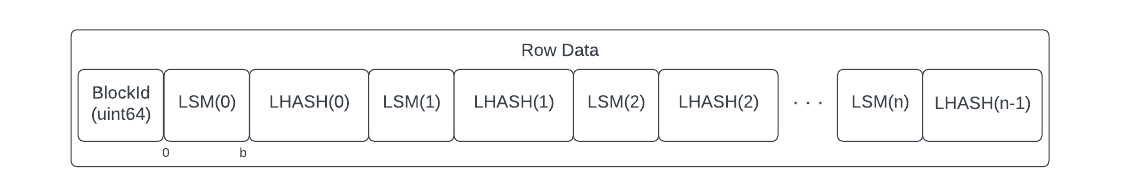 Row Data
BlockId
(uint64)
LSM(0)
LHASH(0)
LSM(1)
LHASH(1)
LSM(2)
LHASH(2)
. . .
LSM(n)
LHASH(n-1)
0
b